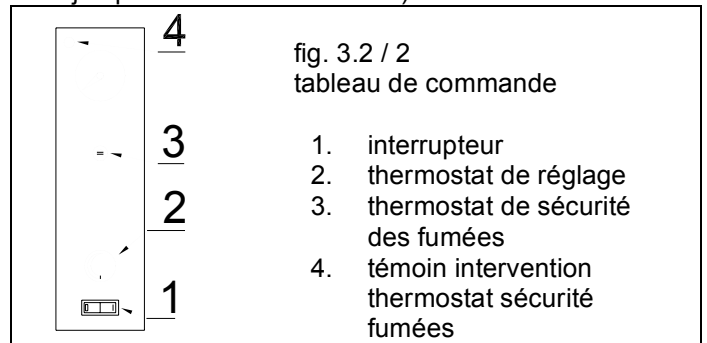 4
fig. 3.2 / 2
tableau de commande
3
1. interrupteur
2. thermostat de réglage
2
3. thermostat de sécurité
des fumées
1
4. témoin intervention
thermostat sécurité
fumées